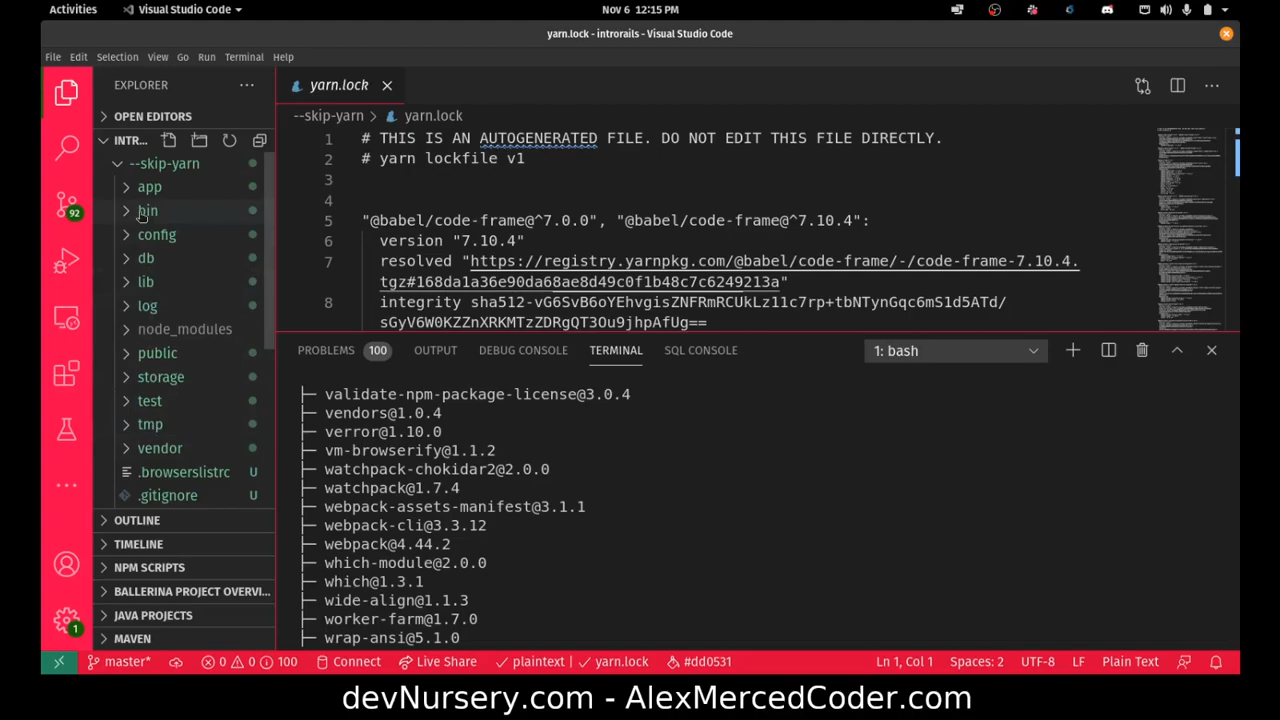 Activities
Visual Studio Code
Nov 6 12:15 PM
yarn.lock - introrails - Visual Studio Code
File Edit Selection View Go Run Terminal Help
EXPLORER
OPEN EDITORS
INTR...
--skip-yarn
app
bin
config
db
lib
log
node_modules
public
storage
test
tmp
vendor
.browserslistrc U
.gitignore U
OUTLINE
TIMELINE
NPM SCRIPTS
BALLERINA PROJECT OVERVI...
JAVA PROJECTS
MAVEN
92
1
yarn.lock
--skip-yarn > yarn.lock
1 # THIS IS AN AUTOGENERATED FILE. DO NOT EDIT THIS FILE DIRECTLY.
2 # yarn lockfile v1
3
4
5 "@babel/code-frame@^7.0.0", "@babel/code-frame@^7.10.4":
6 version "7.10.4"
7 resolved "https://registry.yarnpkg.com/@babel/code-frame/-/code-frame-7.10.4.
tgz#168da1a36e90da68ae8d49c0f1b48c7c6249213a"
8 integrity sha512-vG6SvB6oYEhvgisZNFRmRCUkLz11c7rp+tbNTynGqc6mS1d5ATd/
sGyV6W0KZZnXRKMTzZDRgQT3Ou9jhpAfUg==
PROBLEMS 100 OUTPUT DEBUG CONSOLE TERMINAL SQL CONSOLE
1: bash
├─ validate-npm-package-license@3.0.4
├─ vendors@1.0.4
├─ verror@1.10.0
├─ vm-browserify@1.1.2
├─ watchpack-chokidar2@2.0.0
├─ watchpack@1.7.4
├─ webpack-assets-manifest@3.1.1
├─ webpack-cli@3.3.12
├─ webpack@4.44.2
├─ which-module@2.0.0
├─ which@1.3.1
├─ wide-align@1.1.3
├─ worker-farm@1.7.0
├─ wrap-ansi@5.1.0
master* 0 0 100 Connect Live Share plaintext | yarn.lock #dd0531 Ln 1, Col 1 Spaces: 2 UTF-8 LF Plain Text
devNursery.com - AlexMercedCoder.com